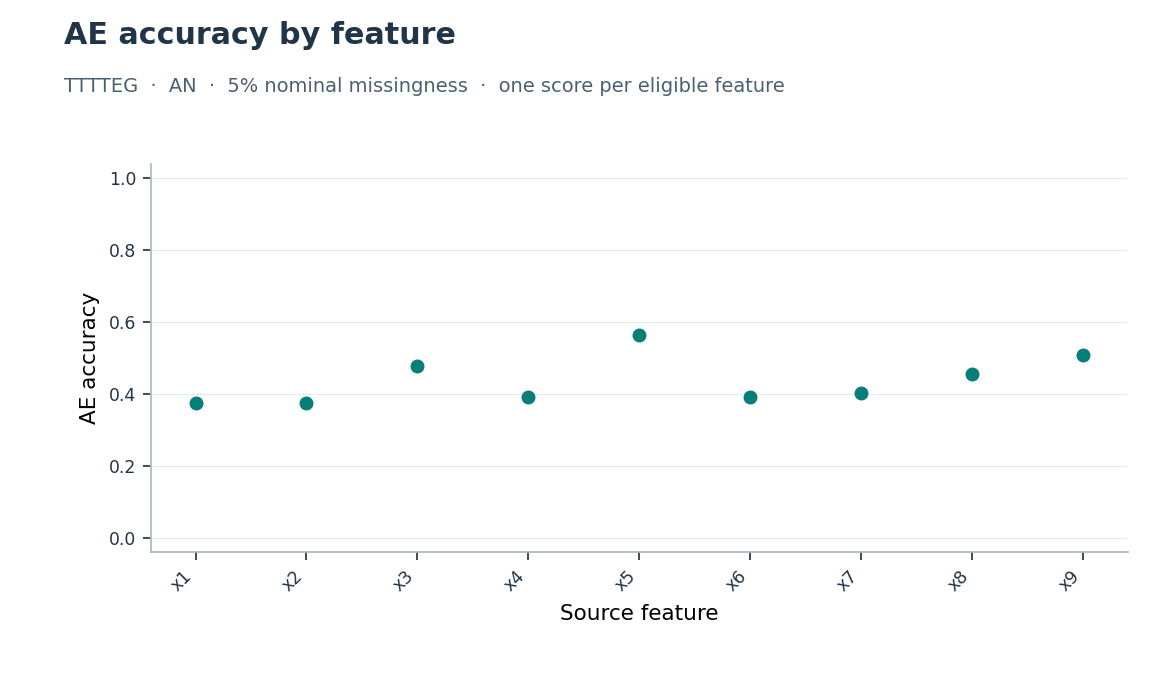 AE accuracy by feature
TTTTEG · AN · 5% nominal missingness · one score per eligible feature
1.0
0.8
0.6
0.4
0.2
0.0
AE accuracy
x1 x2 x3 x4 x5 x6 x7 x8 x9
Source feature